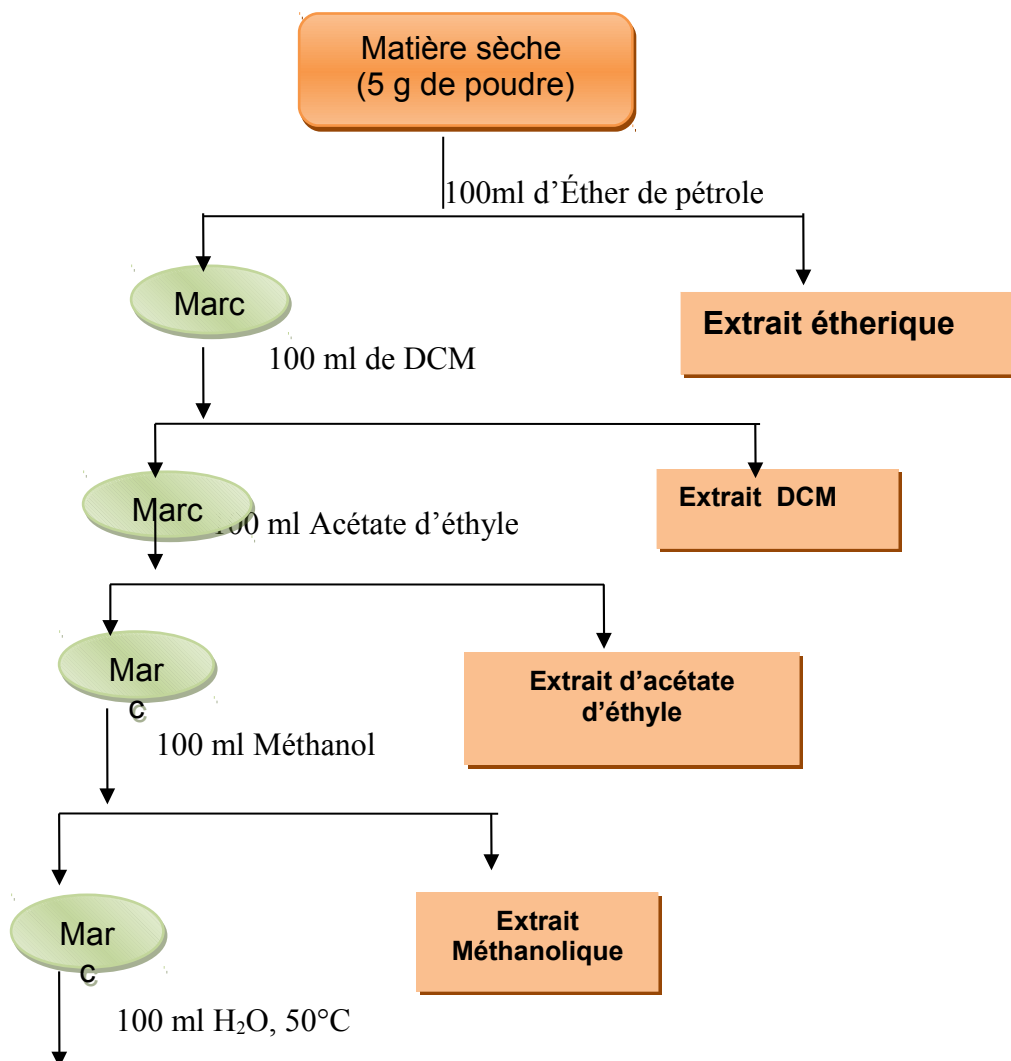 Matière sèche
(5 g de poudre)
100ml d’Éther de pétrole
Marc
Extrait étherique
100 ml de DCM
Marc
Extrait  DCM
100 ml Acétate d’éthyle
Mar
c
Extrait d’acétate
d’éthyle
100 ml Méthanol
Mar
c
Extrait
Méthanolique
100 ml H₂O, 50°C